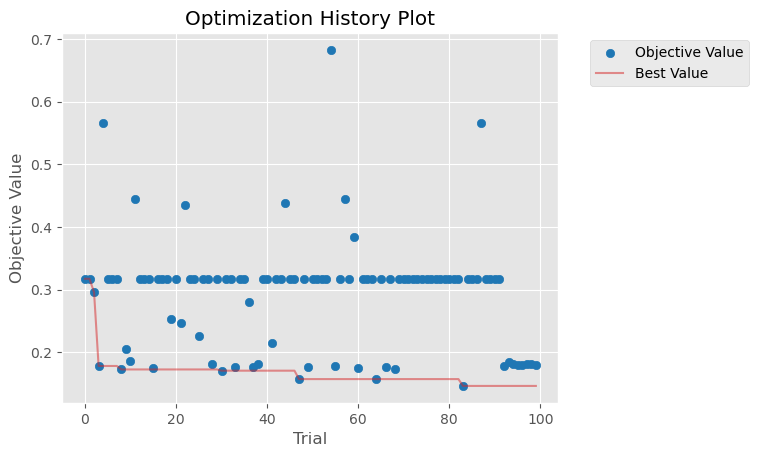 Optimization History Plot
Objective Value
Best Value
0.7
0.6
0.5
0.4
0.3
0.2
Objective Value
0
20
40
60
80
100
Trial